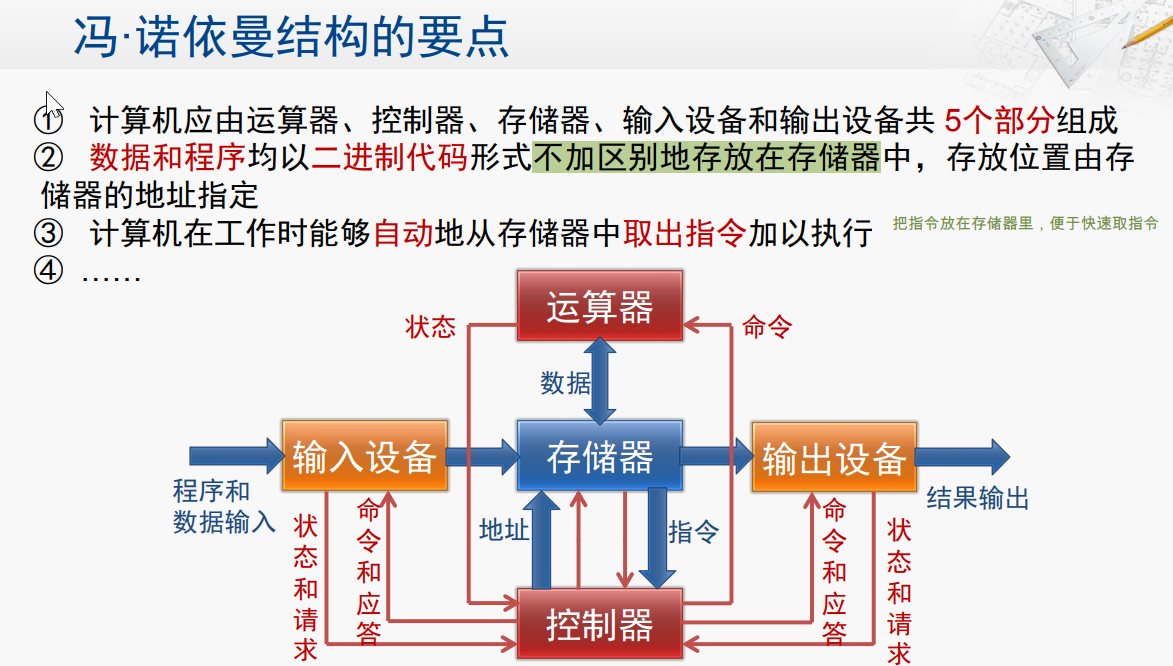 冯·诺依曼结构的要点
① 计算机应由运算器、控制器、存储器、输入设备和输出设备共 5个部分组成
② 数据和程序均以二进制代码形式不加区别地存放在存储器中，存放位置由存
储器的地址指定
③ 计算机在工作时能够自动地从存储器中取出指令加以执行
把指令放在存储器里，便于快速取指令
④ ……
运算器
状态
命令
数据
输入设备
存储器
输出设备
程序和
数据输入
结果输出
状态和请求
命令和应答
地址
指令
命令和应答
状态和请求
控制器